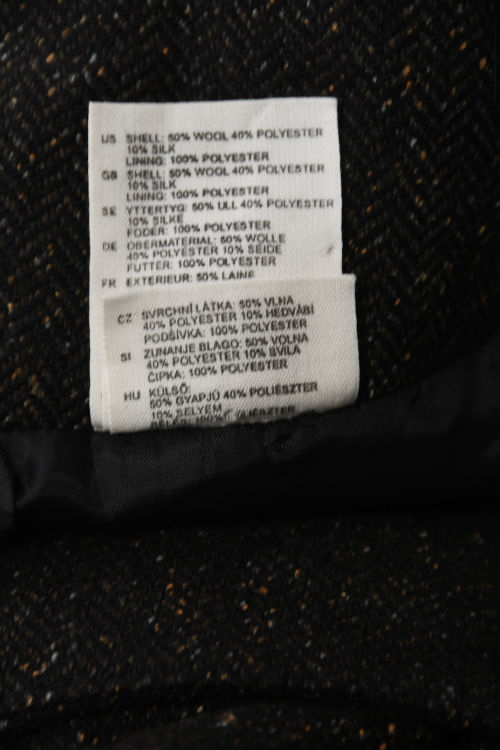 US SHELL: 50% WOOL 40% POLYESTER
10% SILK
LINING: 100% POLYESTER
GB SHELL: 50% WOOL 40% POLYESTER
10% SILK
LINING: 100% POLYESTER
SE YTTERTYG: 50% ULL 40% POLYESTER
10% SILKE
FODER: 100% POLYESTER
DE OBERMATERIAL: 50% WOLLE
40% POLYESTER 10% SEIDE
FUTTER: 100% POLYESTER
FR EXTERIEUR: 50% LAINE
CZ SVRCHNÍ LÁTKA: 50% VLNA
40% POLYESTER 10% HEDVÁBÍ
PODŠÍVKA: 100% POLYESTER
SI ZUNANJE BLAGO: 50% VOLNA
40% POLYESTER 10% SVILA
ČIPKA: 100% POLYESTER
HU KÜLSŐ:
50% GYAPJÚ 40% POLIÉSZTER
10% SELYEM
BÉLÉS: 100% POLIÉSZTER